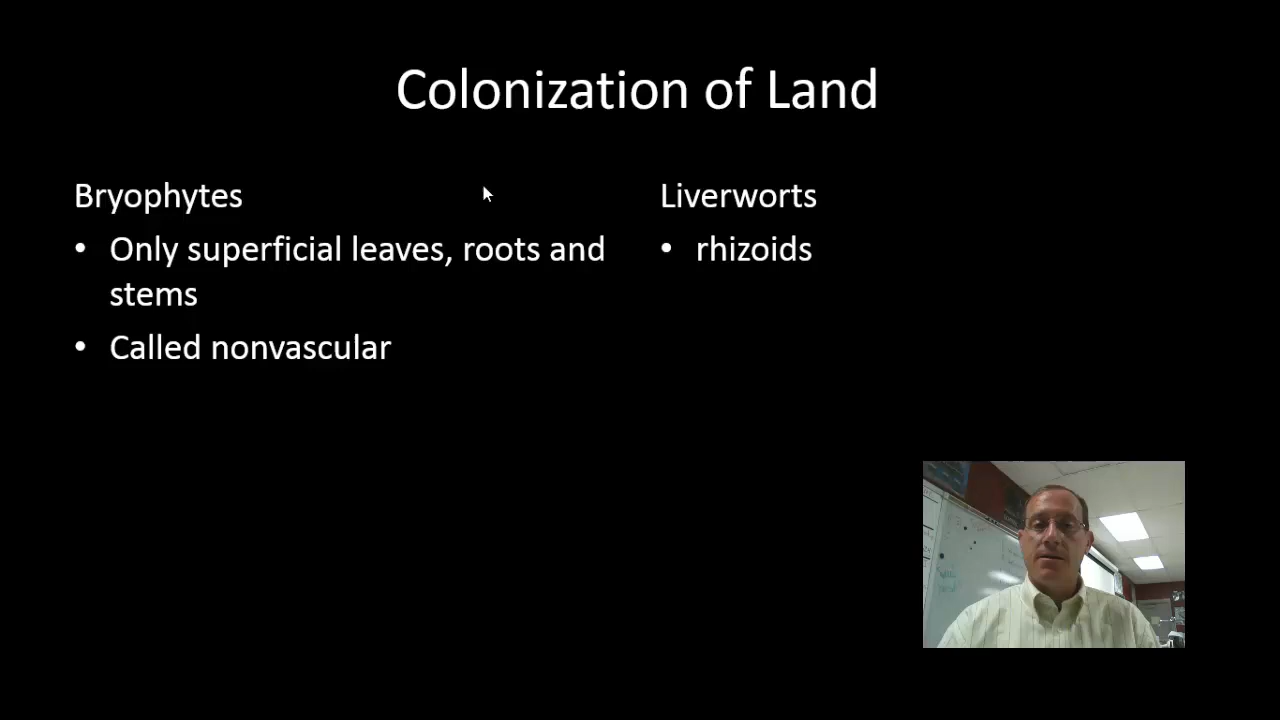 Colonization of Land
Bryophytes
• Only superficial leaves, roots and
stems
• Called nonvascular
Liverworts
• rhizoids